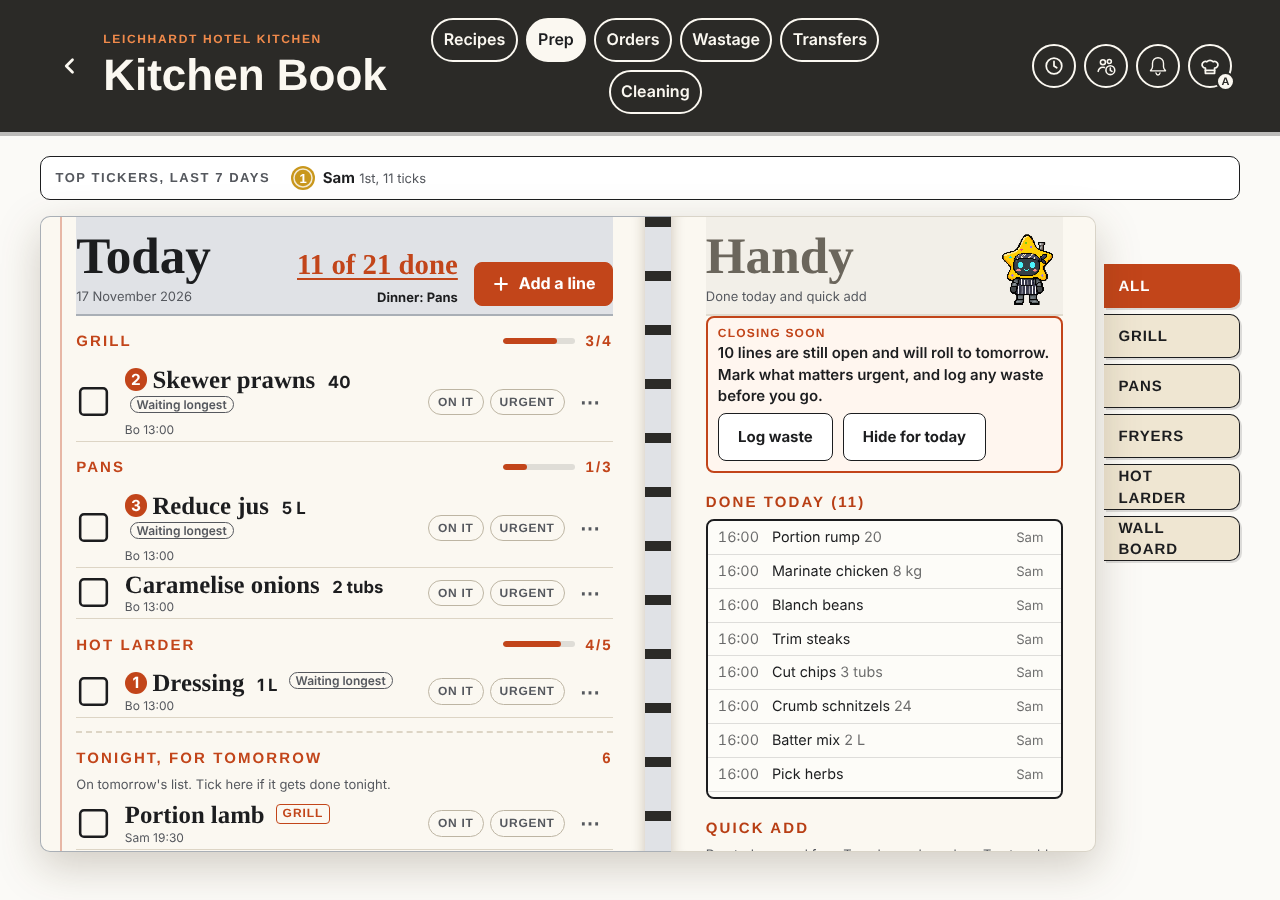 LEICHHARDT HOTEL KITCHEN
Kitchen Book
Recipes Prep Orders Wastage Transfers
Cleaning
A
TOP TICKERS, LAST 7 DAYS 1 Sam 1st, 11 ticks
Today
17 November 2026
11 of 21 done
Dinner: Pans
+ Add a line
GRILL 3/4
2 Skewer prawns 40
Waiting longest
Bo 13:00
ON IT URGENT ...
PANS 1/3
3 Reduce jus 5 L
Waiting longest
Bo 13:00
ON IT URGENT ...
Caramelise onions 2 tubs
Bo 13:00
ON IT URGENT ...
HOT LARDER 4/5
1 Dressing 1 L Waiting longest
Bo 13:00
ON IT URGENT ...
TONIGHT, FOR TOMORROW 6
On tomorrow's list. Tick here if it gets done tonight.
Portion lamb GRILL
Sam 19:30
ON IT URGENT ...
Handy
Done today and quick add
CLOSING SOON
10 lines are still open and will roll to tomorrow.
Mark what matters urgent, and log any waste
before you go.
Log waste Hide for today
DONE TODAY (11)
16:00 Portion rump 20 Sam
16:00 Marinate chicken 8 kg Sam
16:00 Blanch beans Sam
16:00 Trim steaks Sam
16:00 Cut chips 3 tubs Sam
16:00 Crumb schnitzels 24 Sam
16:00 Batter mix 2 L Sam
16:00 Pick herbs Sam
QUICK ADD
ALL
GRILL
PANS
FRYERS
HOT
LARDER
WALL
BOARD